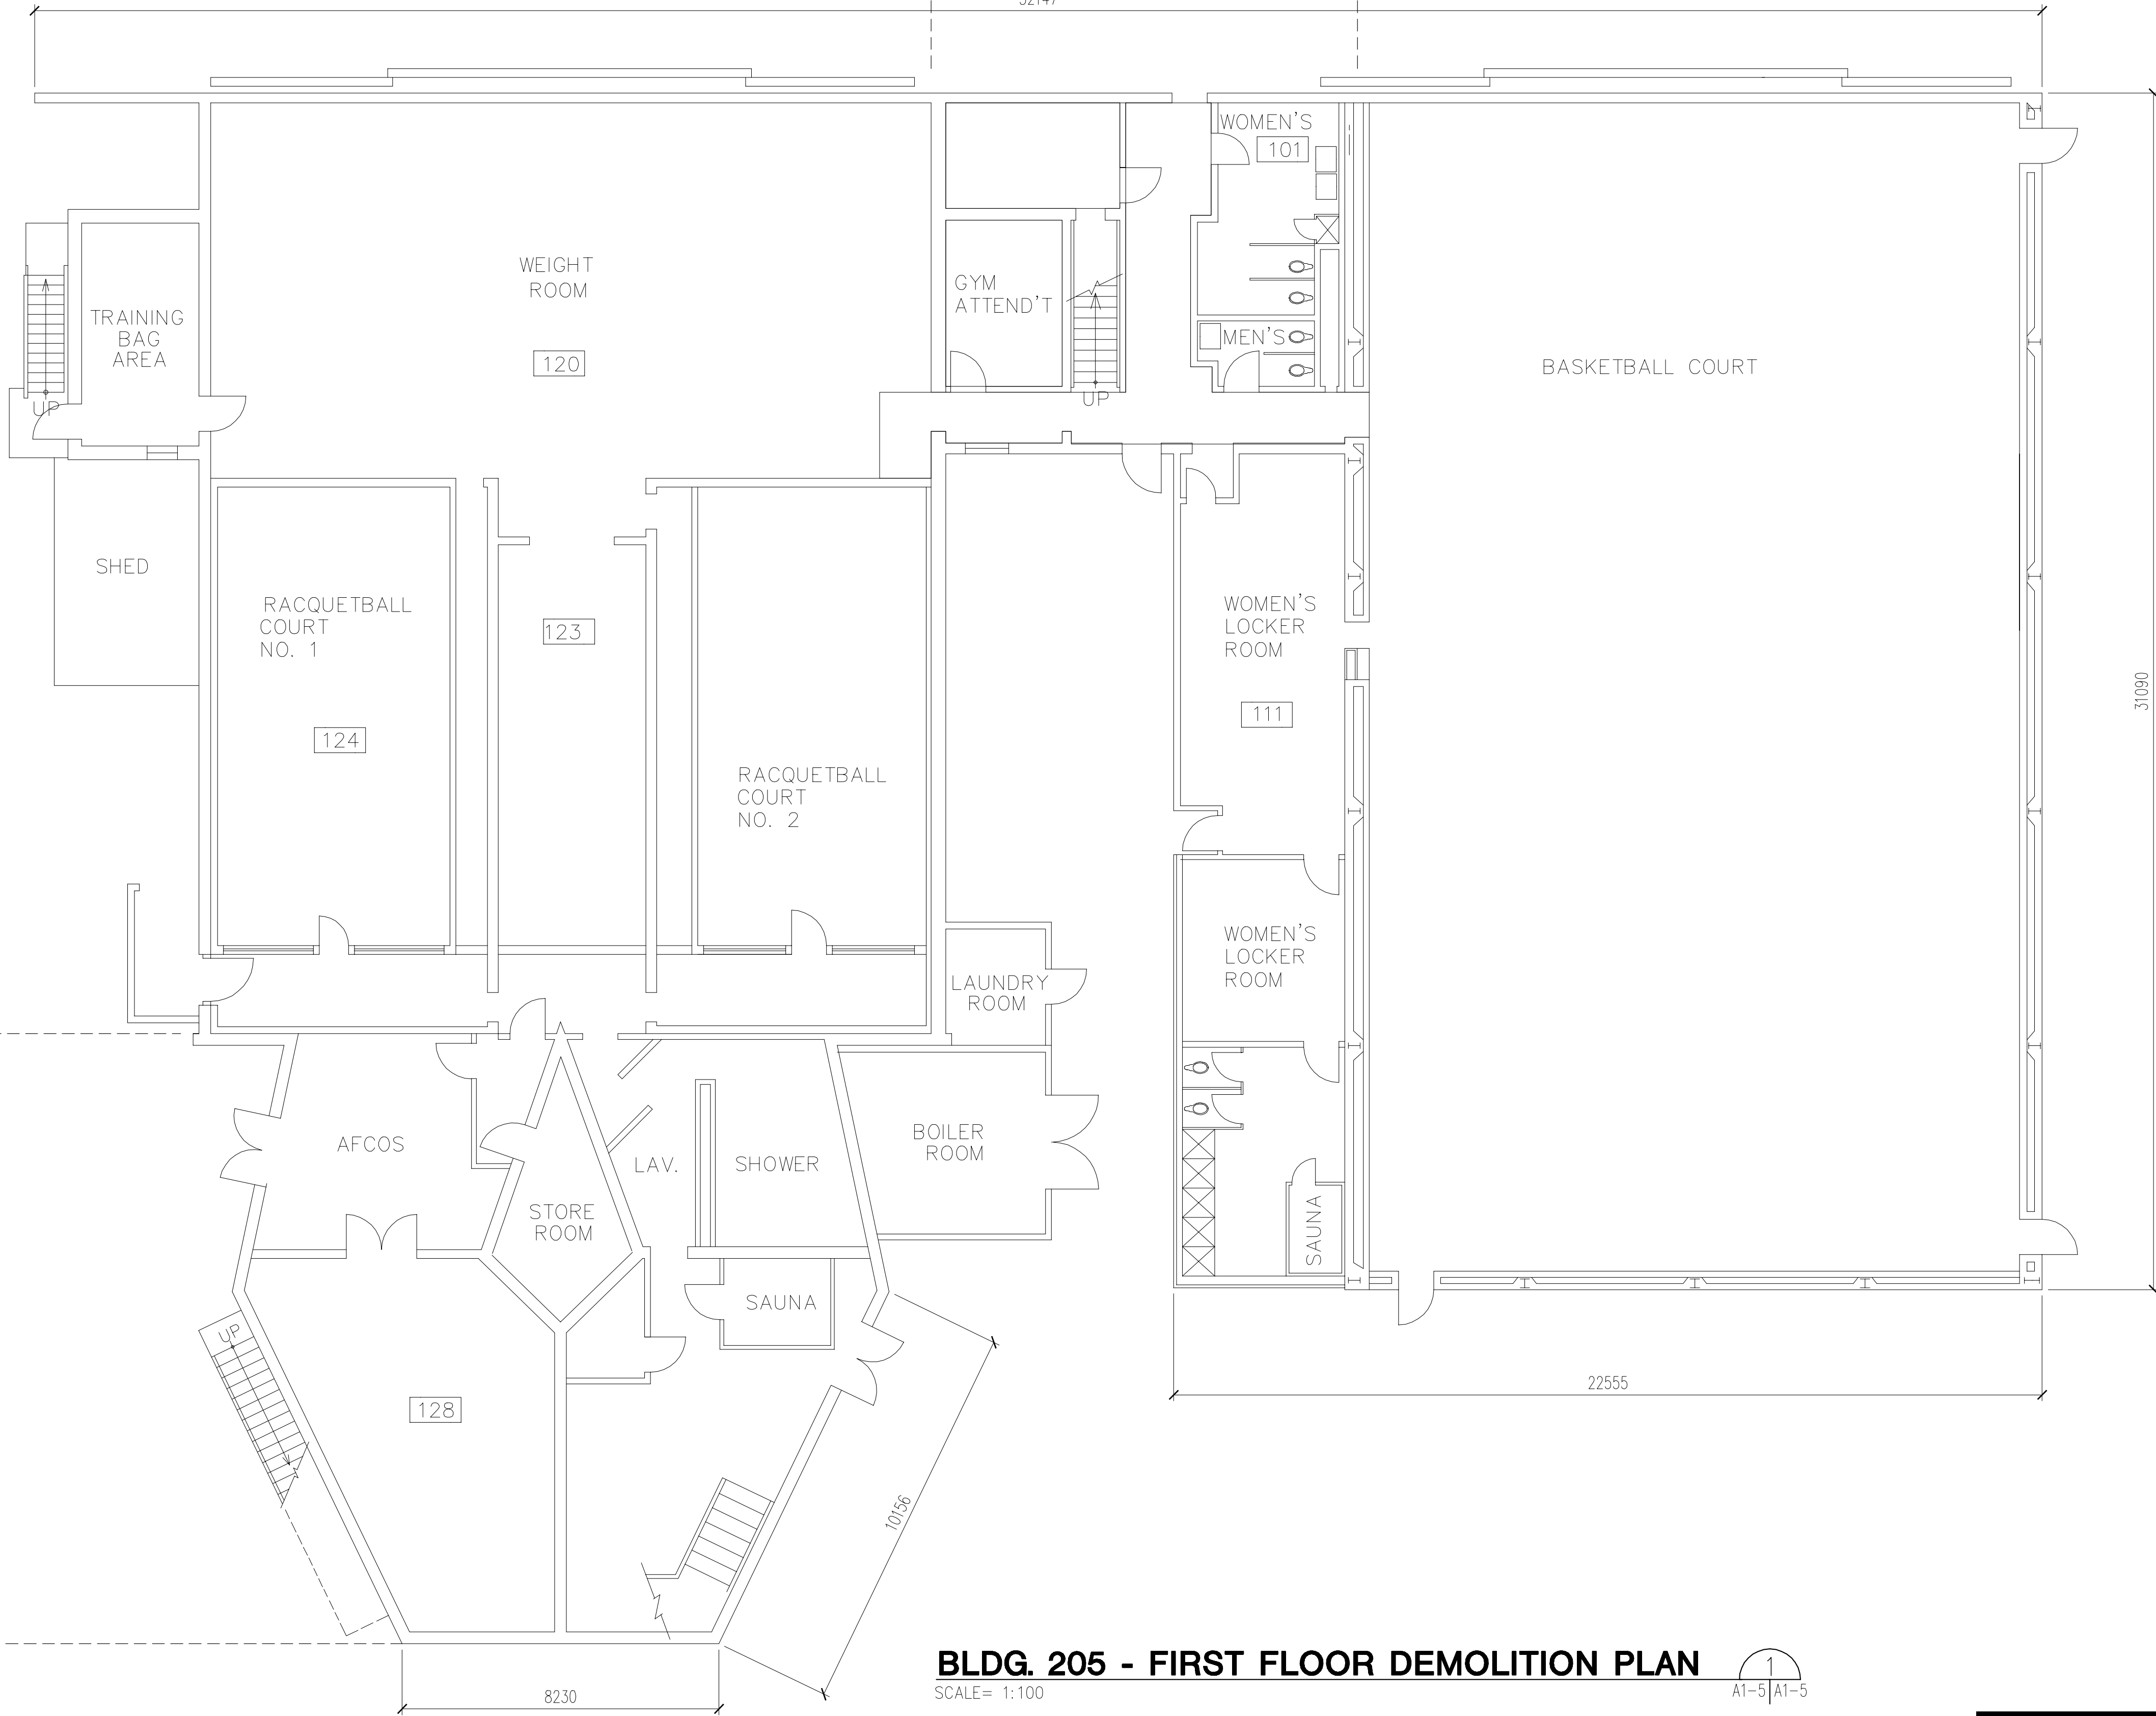 52147
WOMEN'S
101
WEIGHT
ROOM
120
GYM
ATTEND'T
UP
MEN'S
BASKETBALL COURT
TRAINING
BAG
AREA
UP
SHED
RACQUETBALL
COURT
NO. 1
124
123
RACQUETBALL
COURT
NO. 2
WOMEN'S
LOCKER
ROOM
111
31090
WOMEN'S
LOCKER
ROOM
LAUNDRY
ROOM
AFCOS
STORE
ROOM
LAV.
SHOWER
BOILER
ROOM
SAUNA
SAUNA
UP
128
22555
10156
8230
BLDG. 205 - FIRST FLOOR DEMOLITION PLAN
SCALE= 1:100
1
A1-5 A1-5